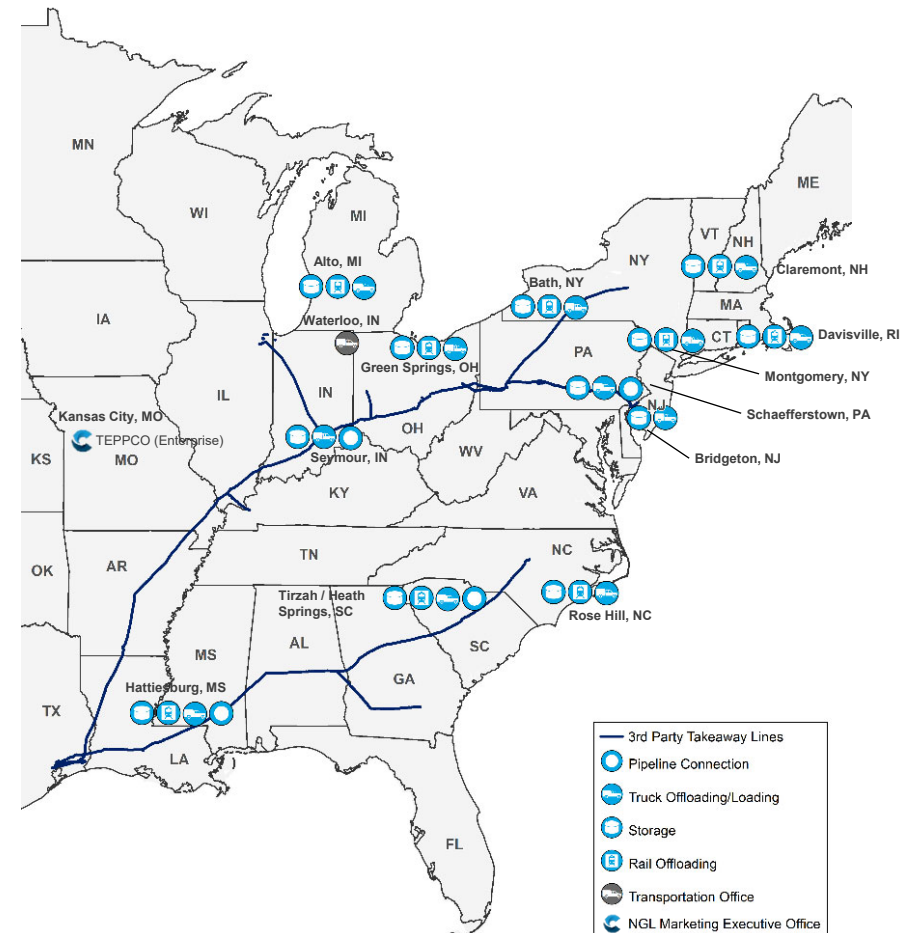 MN
ME
WI
VT
NH
MI
NY
Alto, MI
Claremont, NH
Bath, NY
MA
Waterloo, IN
IA
CT
Davisville, RI
PA
Green Springs, OH
Montgomery, NY
IL
IN
NJ
Schaefferstown, PA
Kansas City, MO
TEPPCO (Enterprise)
OH
MO
Seymour, IN
WV
Bridgeton, NJ
KS
KY
VA
TN
NC
AR
OK
Tirzah / Heath
Springs, SC
Rose Hill, NC
AL
SC
MS
GA
Hattiesburg, MS
TX
LA
FL
3rd Party Takeaway Lines
Pipeline Connection
Truck Offloading/Loading
Storage
Rail Offloading
Transportation Office
NGL Marketing Executive Office